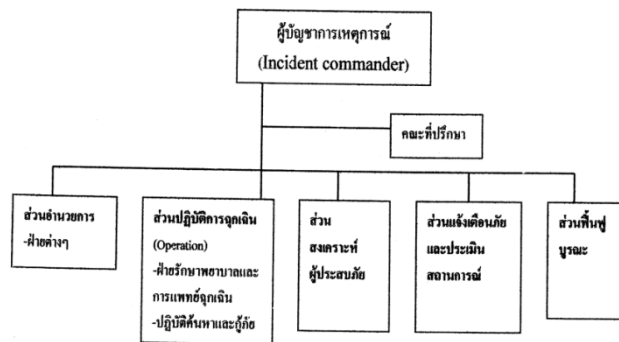 ผู้บัญชาการเหตุการณ์
(Incident commander)
คณะที่ปรึกษา
ส่วนอำนวยการ
-ฝ่ายต่างๆ
ส่วนปฏิบัติการฉุกเฉิน
(Operation)
-ฝ่ายรักษาพยาบาลและ
การแพทย์ฉุกเฉิน
-ปฏิบัติค้นหาและกู้ภัย
ส่วน
สงเคราะห์
ผู้ประสบภัย
ส่วนแจ้งเตือนภัย
และประเมิน
สถานการณ์
ส่วนฟื้นฟู
บูรณะ